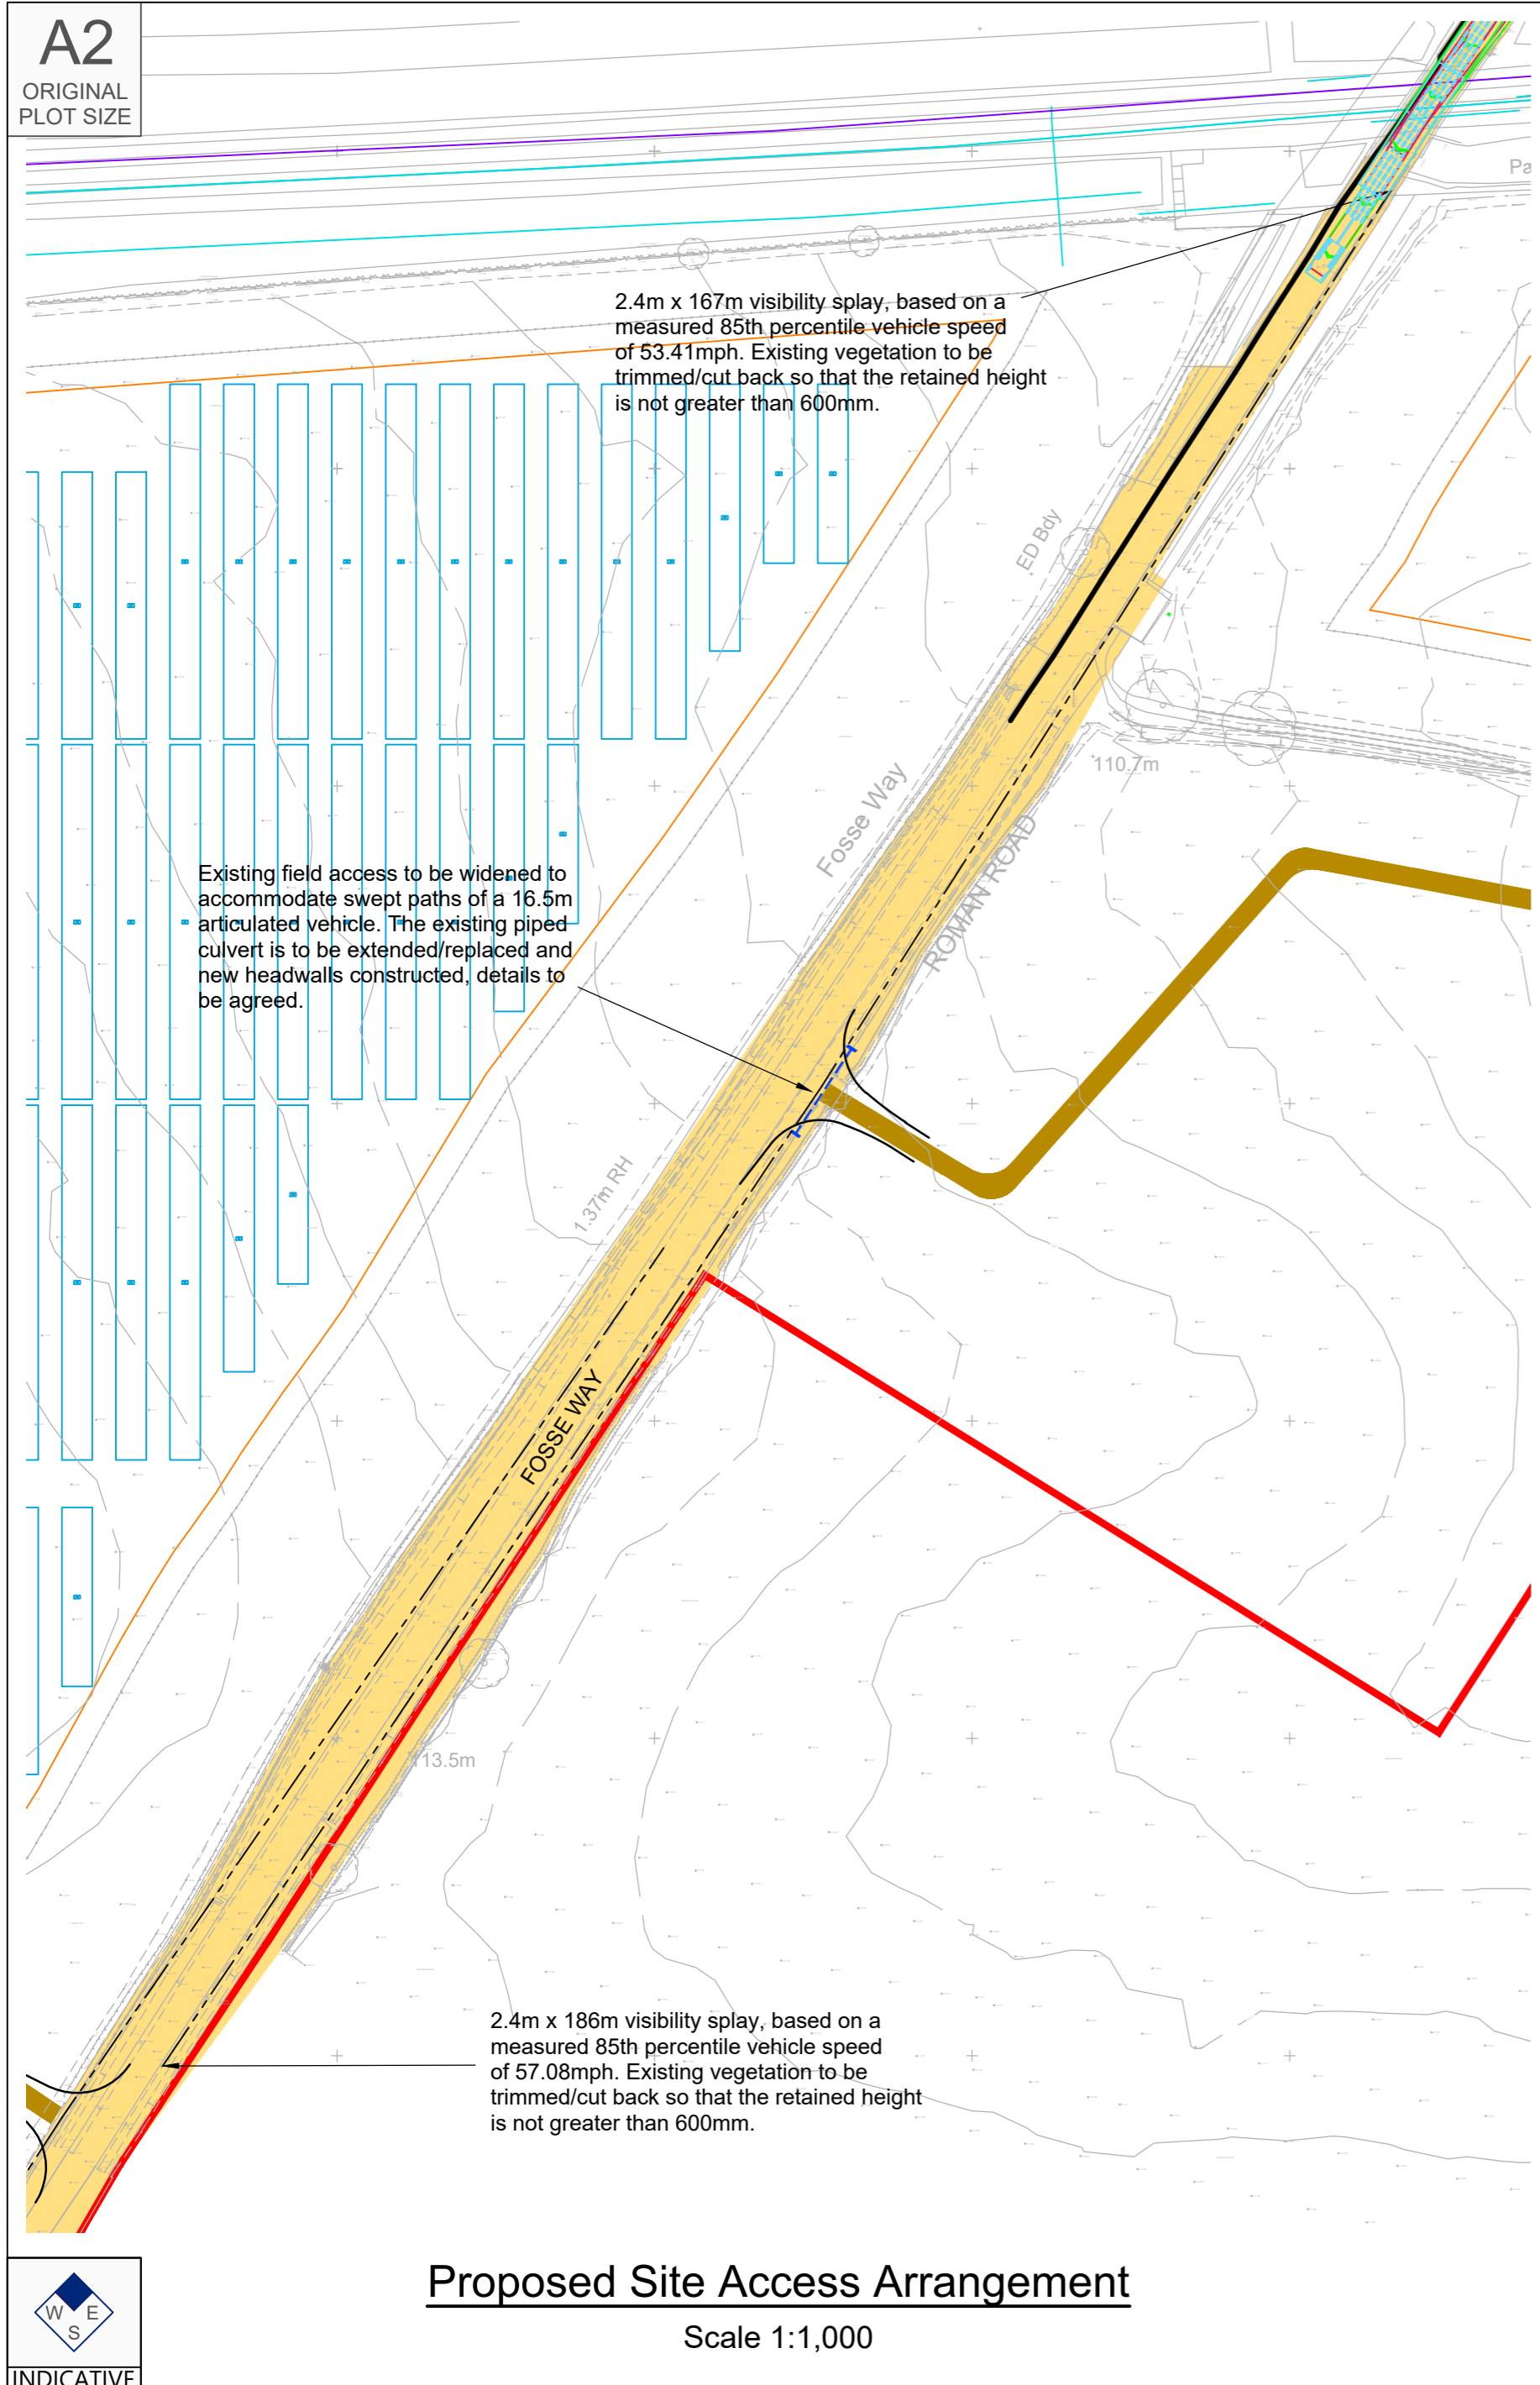 A2
ORIGINAL
PLOT SIZE
Pa
2.4m x 167m visibility splay, based on a
measured 85th percentile vehicle speed
of 53.41mph. Existing vegetation to be
trimmed/cut back so that the retained height
is not greater than 600mm.
ED Bdy
110.7m
Fosse Way
ROMAN ROAD
Existing field access to be widened to
accommodate swept paths of a 16.5m
articulated vehicle. The existing piped
culvert is to be extended/replaced and
new headwalls constructed, details to
be agreed.
1.37m RH
FOSSE WAY
113.5m
2.4m x 186m visibility splay, based on a
measured 85th percentile vehicle speed
of 57.08mph. Existing vegetation to be
trimmed/cut back so that the retained height
is not greater than 600mm.
Proposed Site Access Arrangement
Scale 1:1,000
W E
S
INDICATIVE